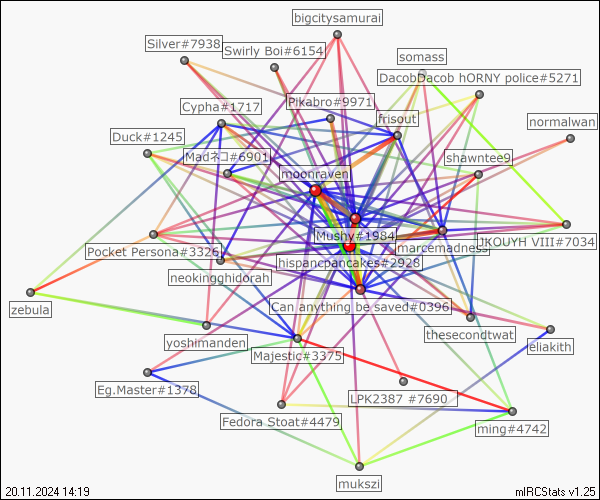 bigcitysamurai
Silver#7938
Swirly Boi#6154
somass
DacobDacob hORNY police#5271
Cypha#1717
Pikabro#9971
frisout
normalwan
Duck#1245
Madネコ#6901
shawntee9
moonraven
Mushy#1984
marcemadness
JKOUYH VIII#7034
Pocket Persona#3326
hispanepancakes#2928
neokingghidorah
zebula
Can anything be saved#0396
yoshimanden
thesecondtwat
eliakith
Majestic#3375
Eg.Master#1378
LPK2387 #7690
Fedora Stoat#4479
ming#4742
mukszi
20.11.2024 14:19
mIRCStats v1.25